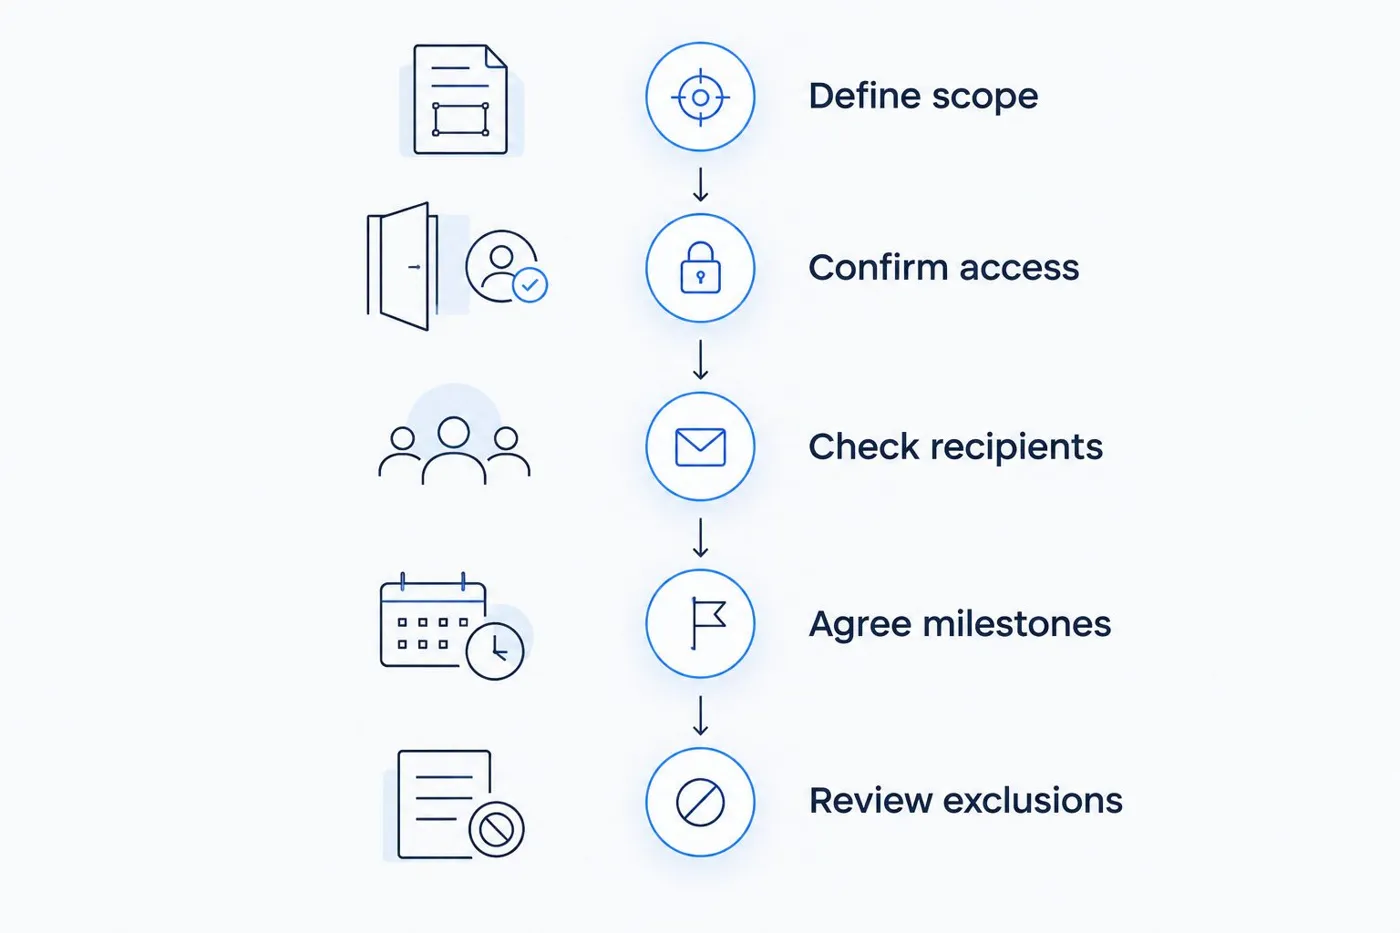 Define scope
Confirm access
Check recipients
Agree milestones
Review exclusions